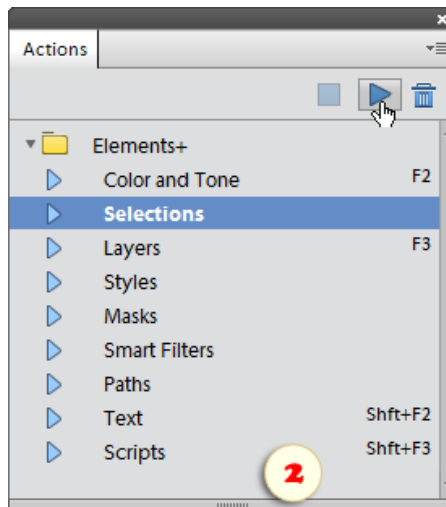 Actions
Elements+
Color and Tone F2
Selections
Layers F3
Styles
Masks
Smart Filters
Paths
Text Shft+F2
Scripts Shft+F3
2